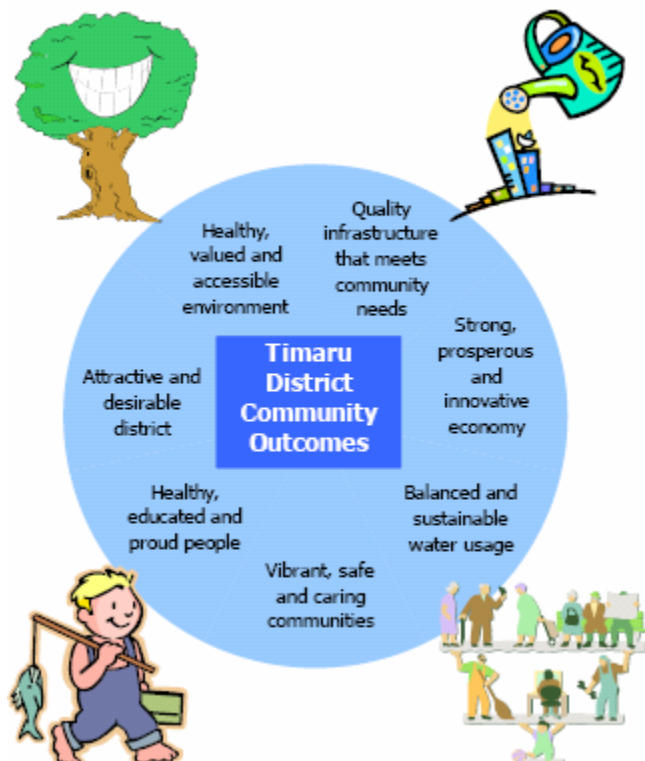 Healthy,
valued and
accessible
environment
Quality
infrastructure
that meets
community
needs
Strong,
prosperous
and
innovative
economy
Balanced and
sustainable
water usage
Vibrant, safe
and caring
communities
Healthy,
educated and
proud people
Attractive and
desirable
district
Timaru
District
Community
Outcomes